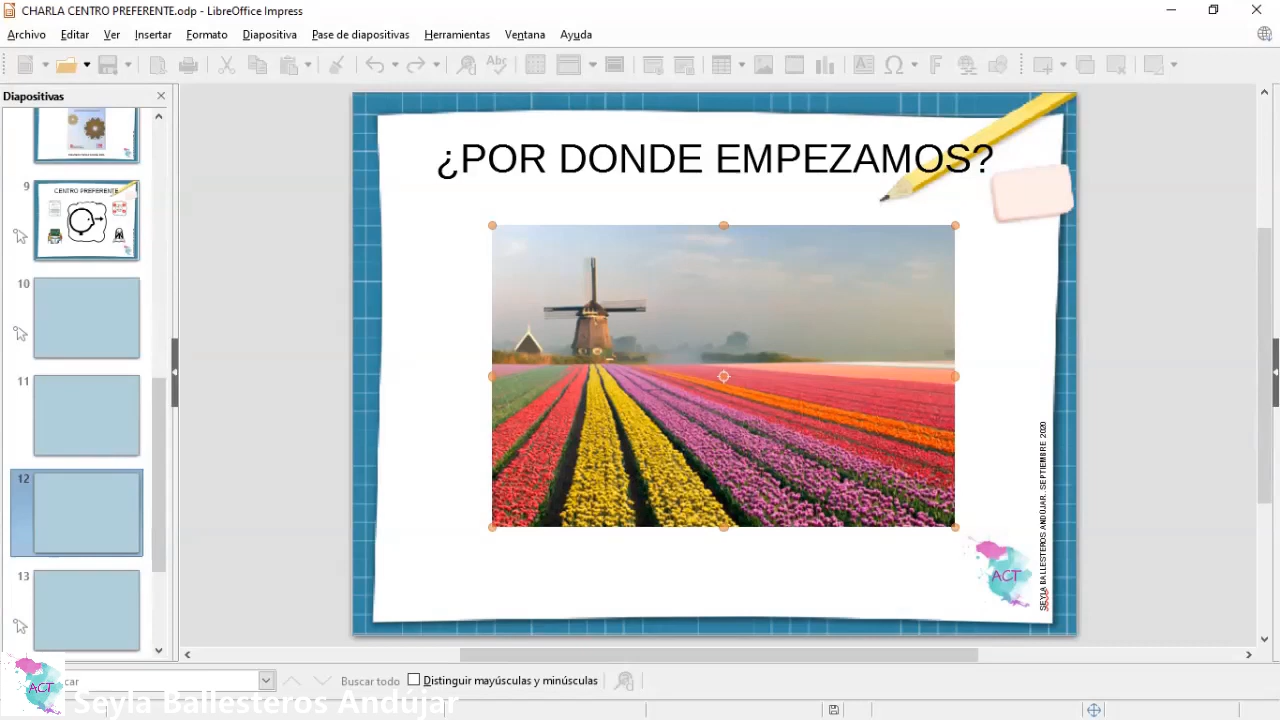 CHARLA CENTRO PREFERENTE.odp - LibreOffice Impress
Archivo Editar Ver Insertar Formato Diapositiva Pase de diapositivas Herramientas Ventana Ayuda
Diapositivas
9
CENTRO PREFERENTE
10
11
12
13
¿POR DONDE EMPEZAMOS?
SEYLA BALLESTEROS ANDÚJAR. SEPTIEMBRE 2020
ACT
car
Buscar todo
Distinguir mayúsculas y minúsculas
ACT
Seyla Ballesteros Andújar